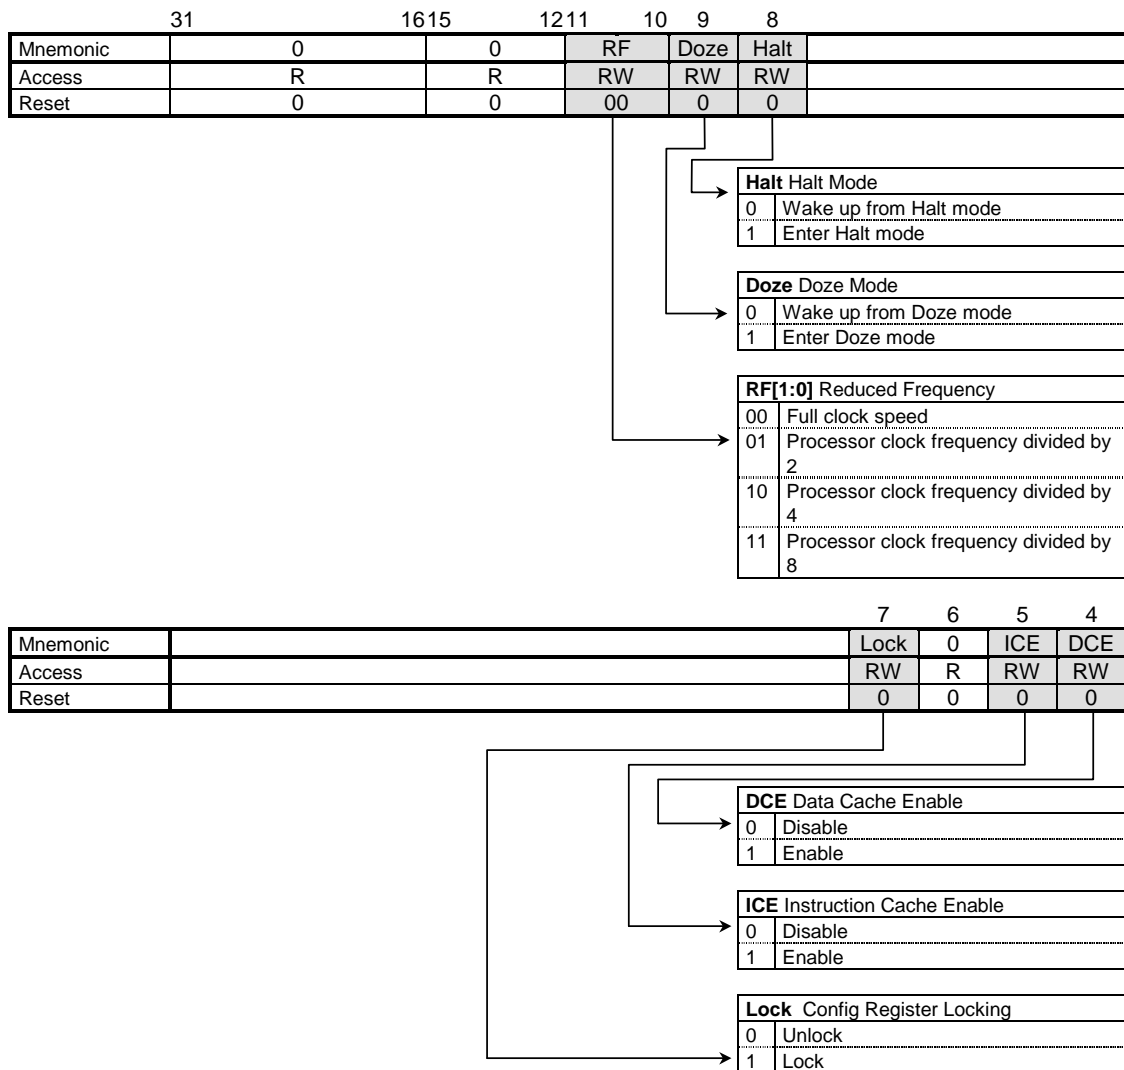 31 16 15 12 11 10 9 8
Mnemonic 0 0 RF Doze Halt
Access R R RW RW RW
Reset 0 0 00 0 0
Halt Halt Mode
0 Wake up from Halt mode
1 Enter Halt mode
Doze Doze Mode
0 Wake up from Doze mode
1 Enter Doze mode
RF[1:0] Reduced Frequency
00 Full clock speed
01 Processor clock frequency divided by
2
10 Processor clock frequency divided by
4
11 Processor clock frequency divided by
8
7 6 5 4
Mnemonic Lock 0 ICE DCE
Access RW R RW RW
Reset 0 0 0 0
DCE Data Cache Enable
0 Disable
1 Enable
ICE Instruction Cache Enable
0 Disable
1 Enable
Lock Config Register Locking
0 Unlock
1 Lock